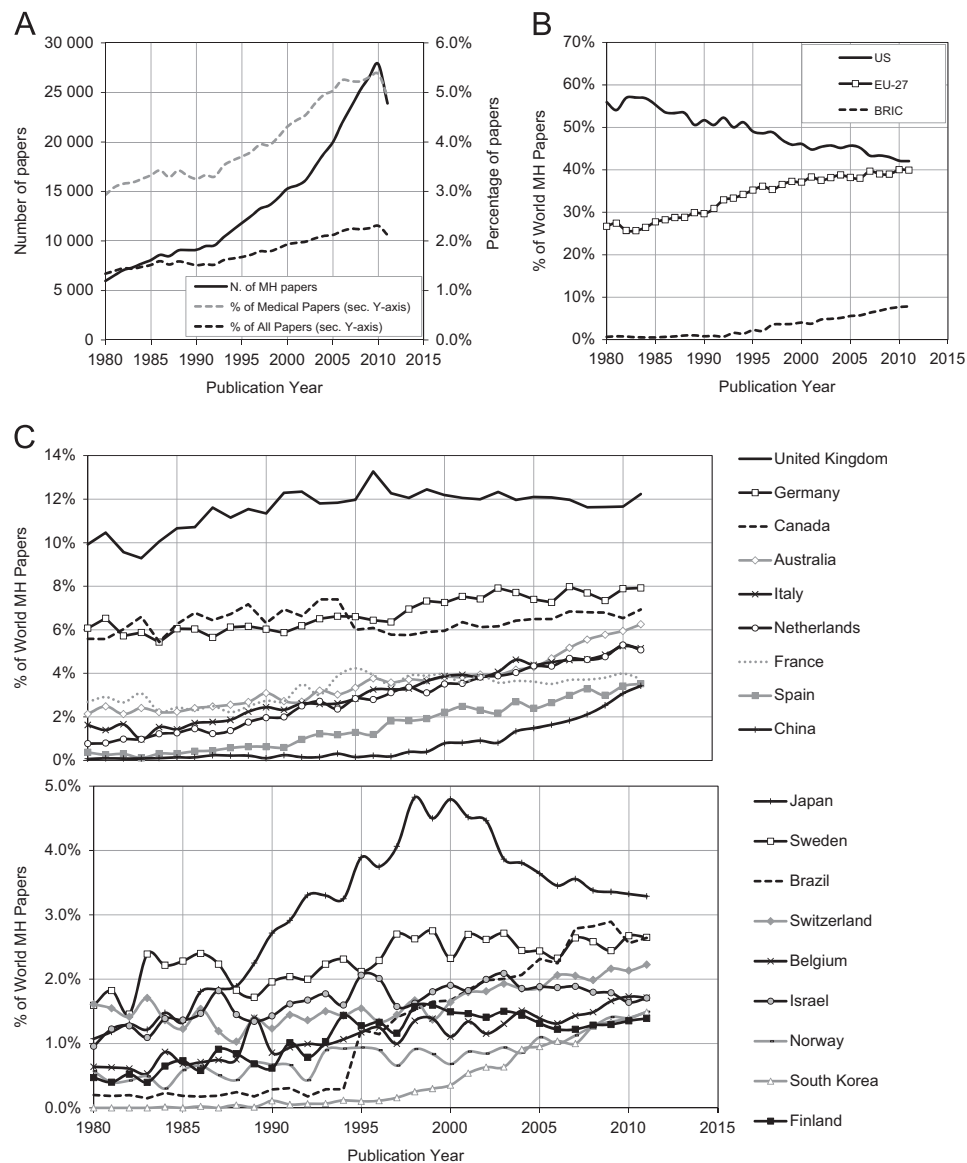 A
Number of papers
30 000
25 000
20 000
15 000
10 000
5 000
0
6.0%
5.0%
4.0%
3.0%
2.0%
1.0%
0.0%
Percentage of papers
N. of MH papers
% of Medical Papers (sec. Y-axis)
% of All Papers (sec. Y-axis)
1980 1985 1990 1995 2000 2005 2010 2015
Publication Year
B
% of World MH Papers
70%
60%
50%
40%
30%
20%
10%
0%
US
EU-27
BRIC
1980 1985 1990 1995 2000 2005 2010 2015
Publication Year
C
% of World MH Papers
14%
12%
10%
8%
6%
4%
2%
0%
United Kingdom
Germany
Canada
Australia
Italy
Netherlands
France
Spain
China
% of World MH Papers
5.0%
4.0%
3.0%
2.0%
1.0%
0.0%
1980 1985 1990 1995 2000 2005 2010 2015
Publication Year
Japan
Sweden
Brazil
Switzerland
Belgium
Israel
Norway
South Korea
Finland